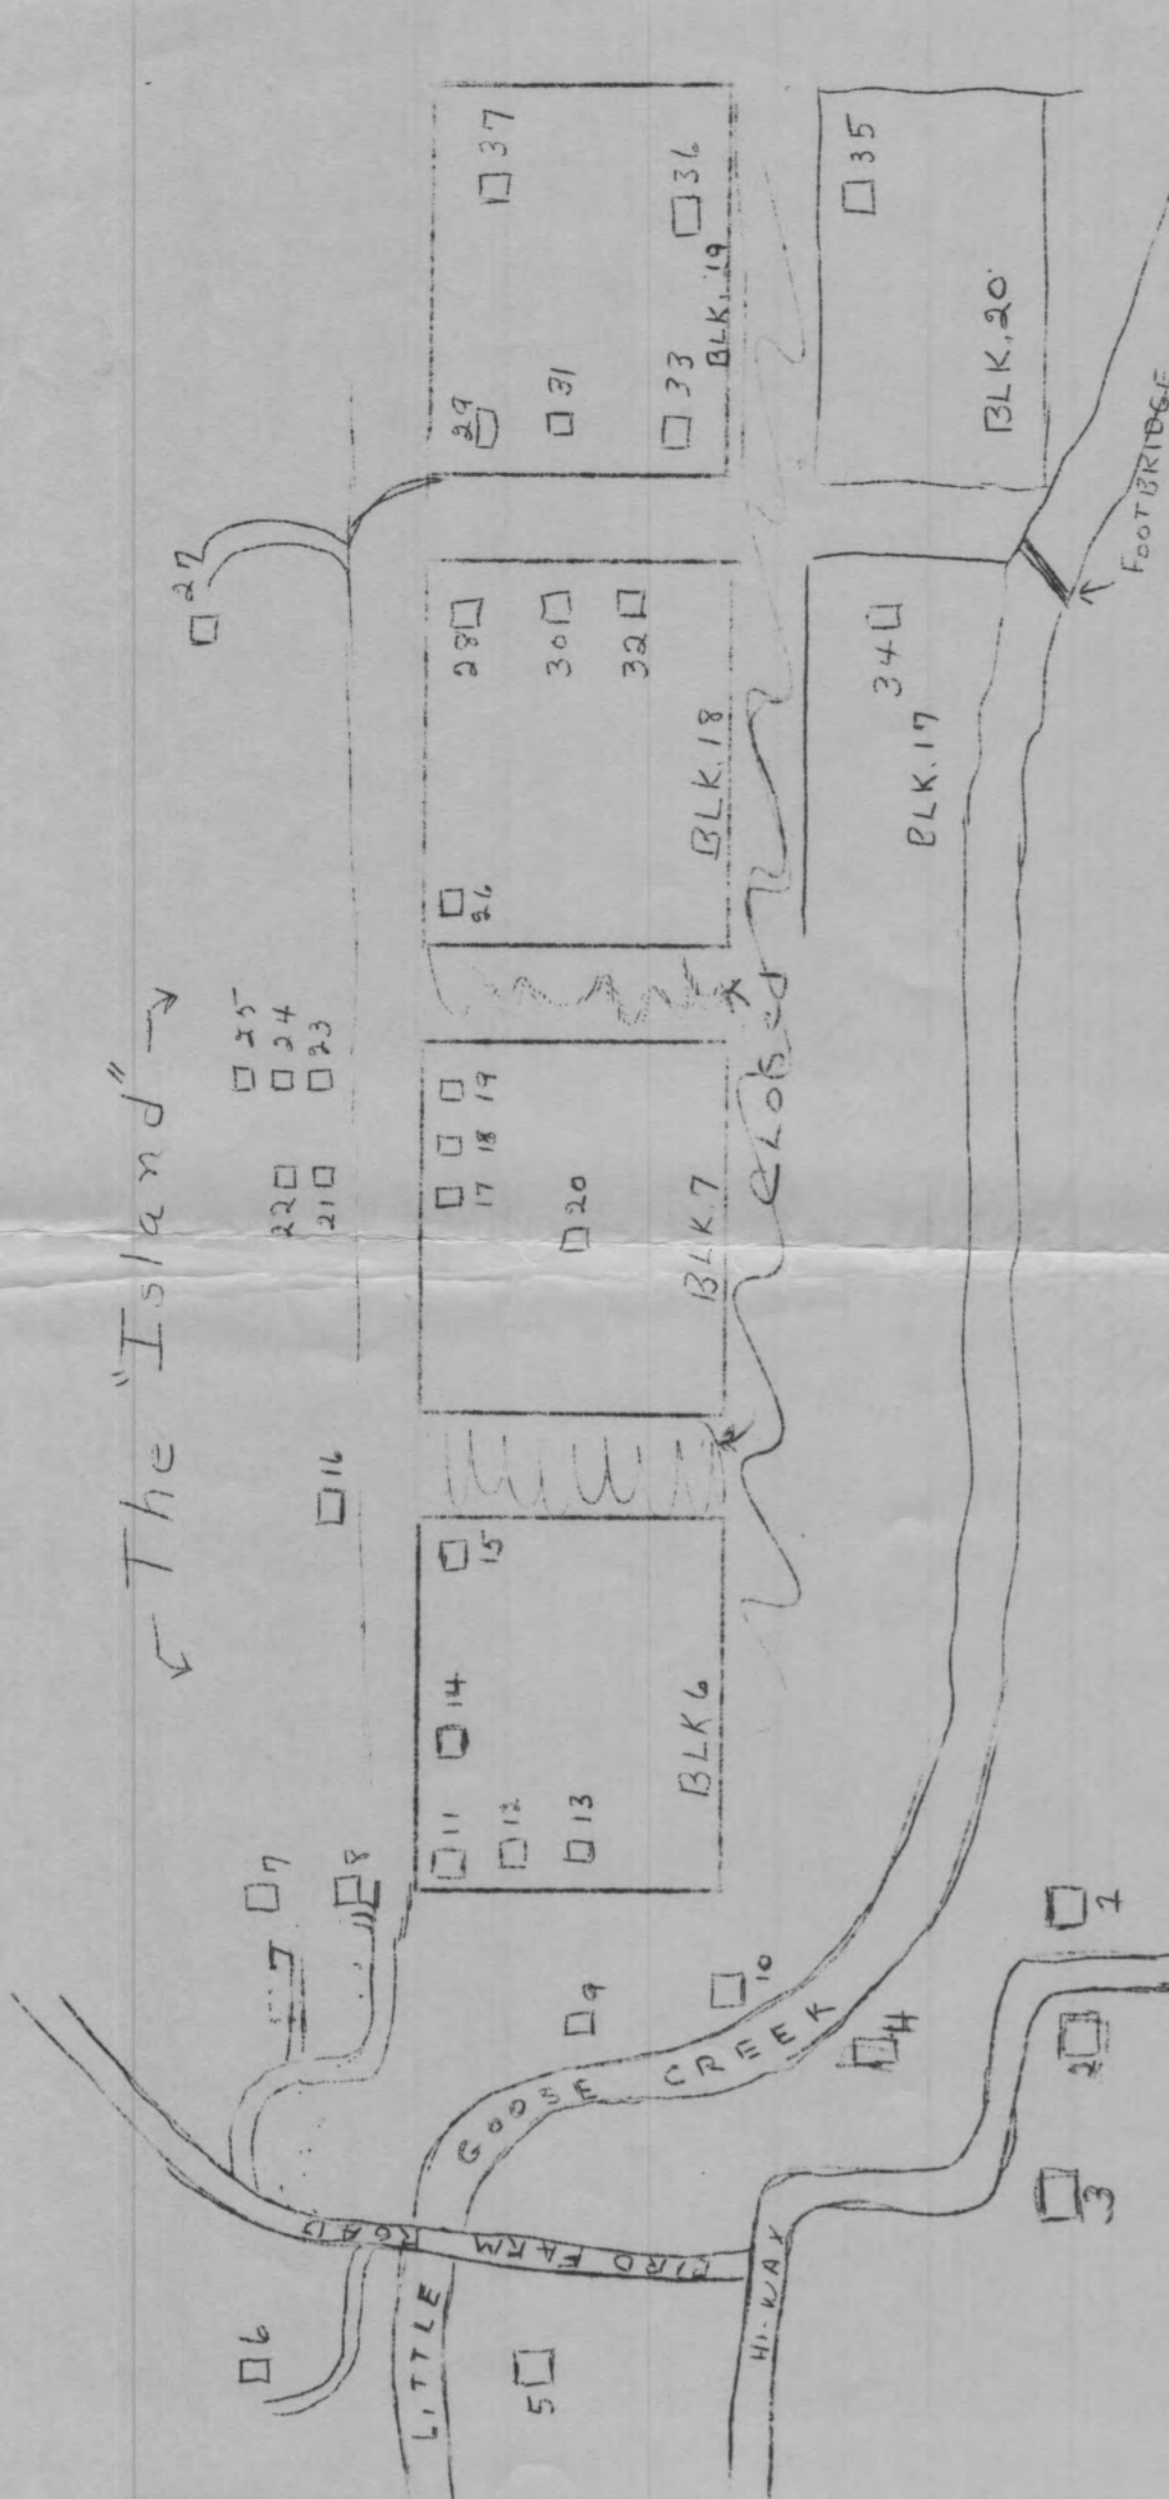 ← The "Island" →
27
6
7
25
22 24
21 23
8
16
11 14 15
17 18 19
26
28
29
37
12
30
31
13
20
32
9
33
36
BLK 6
BLK. 7
BLK. 18
BLK. 19
10
CLOSED
34
35
BLK. 17
BLK. 20
LITTLE
GOOSE CREEK
BIRD FARM ROAD
5
HI-WAY
4
3
2
1
FOOTBRIDGE